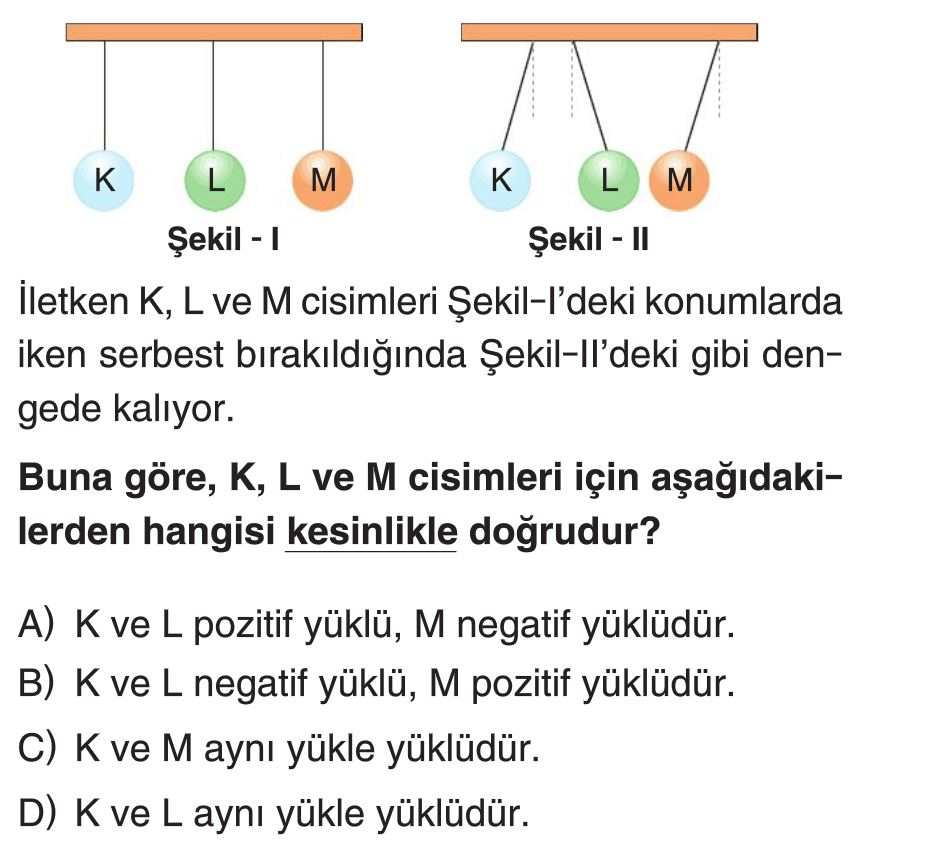 K L M K L M
Şekil - I Şekil - II
İletken K, L ve M cisimleri Şekil-I'deki konumlarda
iken serbest bırakıldığında Şekil-II'deki gibi den-
gede kalıyor.
Buna göre, K, L ve M cisimleri için aşağıdaki-
lerden hangisi kesinlikle doğrudur?
A) K ve L pozitif yüklü, M negatif yüklüdür.
B) K ve L negatif yüklü, M pozitif yüklüdür.
C) K ve M aynı yükle yüklüdür.
D) K ve L aynı yükle yüklüdür.